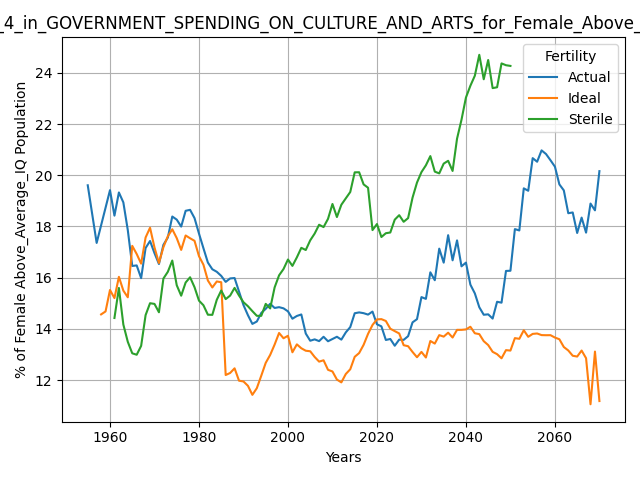 _4_in_GOVERNMENT_SPENDING_ON_CULTURE_AND_ARTS_for_Female_Above_
% of Female Above_Average_IQ Population
24
22
20
18
16
14
12
Fertility
Actual
Ideal
Sterile
1960
1980
2000
2020
2040
2060
Years